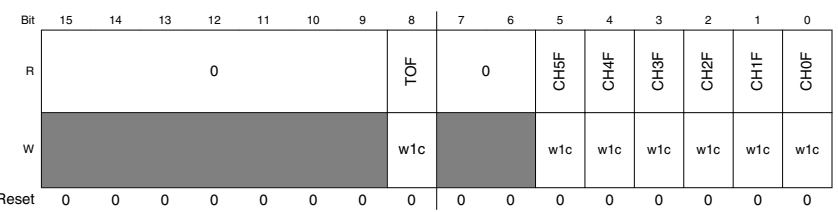 Bit 15 14 13 12 11 10 9 8 7 6 5 4 3 2 1 0
R 0 TOF 0 CH5F CH4F CH3F CH2F CH1F CH0F
W w1c w1c w1c w1c w1c w1c w1c
Reset 0 0 0 0 0 0 0 0 0 0 0 0 0 0 0 0